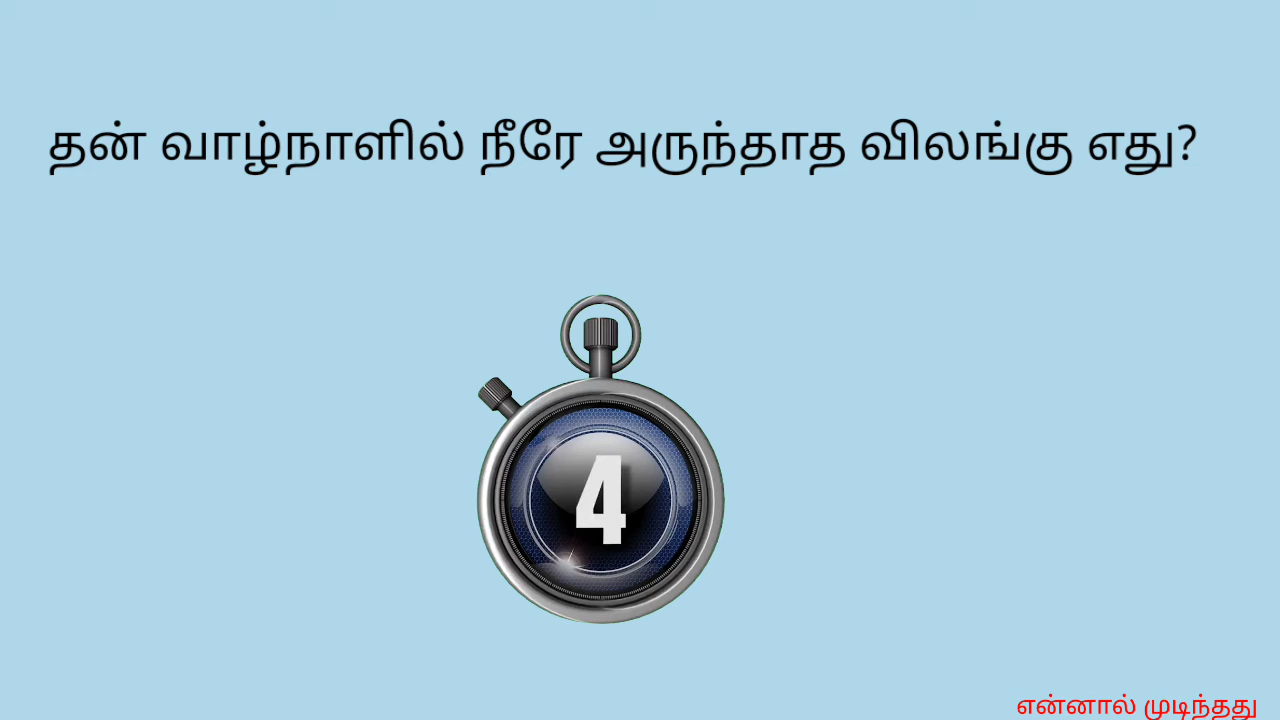 தன் வாழ்நாளில் நீரே அருந்தாத விலங்கு எது?
4
என்னால் முடிந்தது